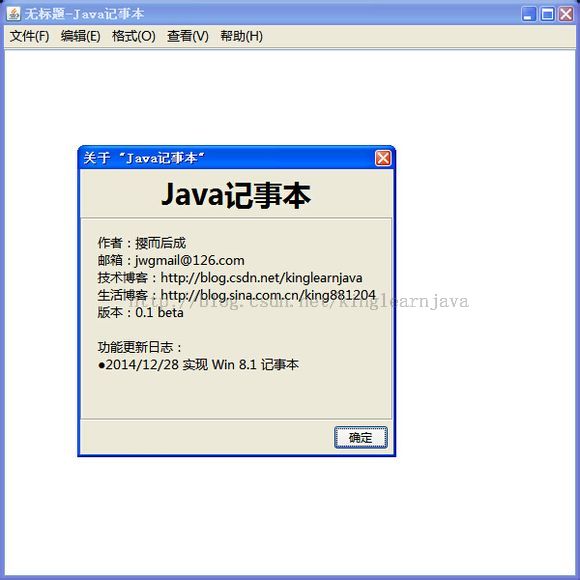 无标题-Java记事本
文件(F) 编辑(E) 格式(O) 查看(V) 帮助(H)
关于 "Java记事本"
Java记事本
作者：撄而后成
邮箱：jwgmail@126.com
技术博客：http://blog.csdn.net/kinglearnjava
生活博客：http://blog.sina.com.cn/king881204
http://blog.csdn.net/kinglearnjava
版本：0.1 beta
功能更新日志：
●2014/12/28 实现 Win 8.1 记事本
确定